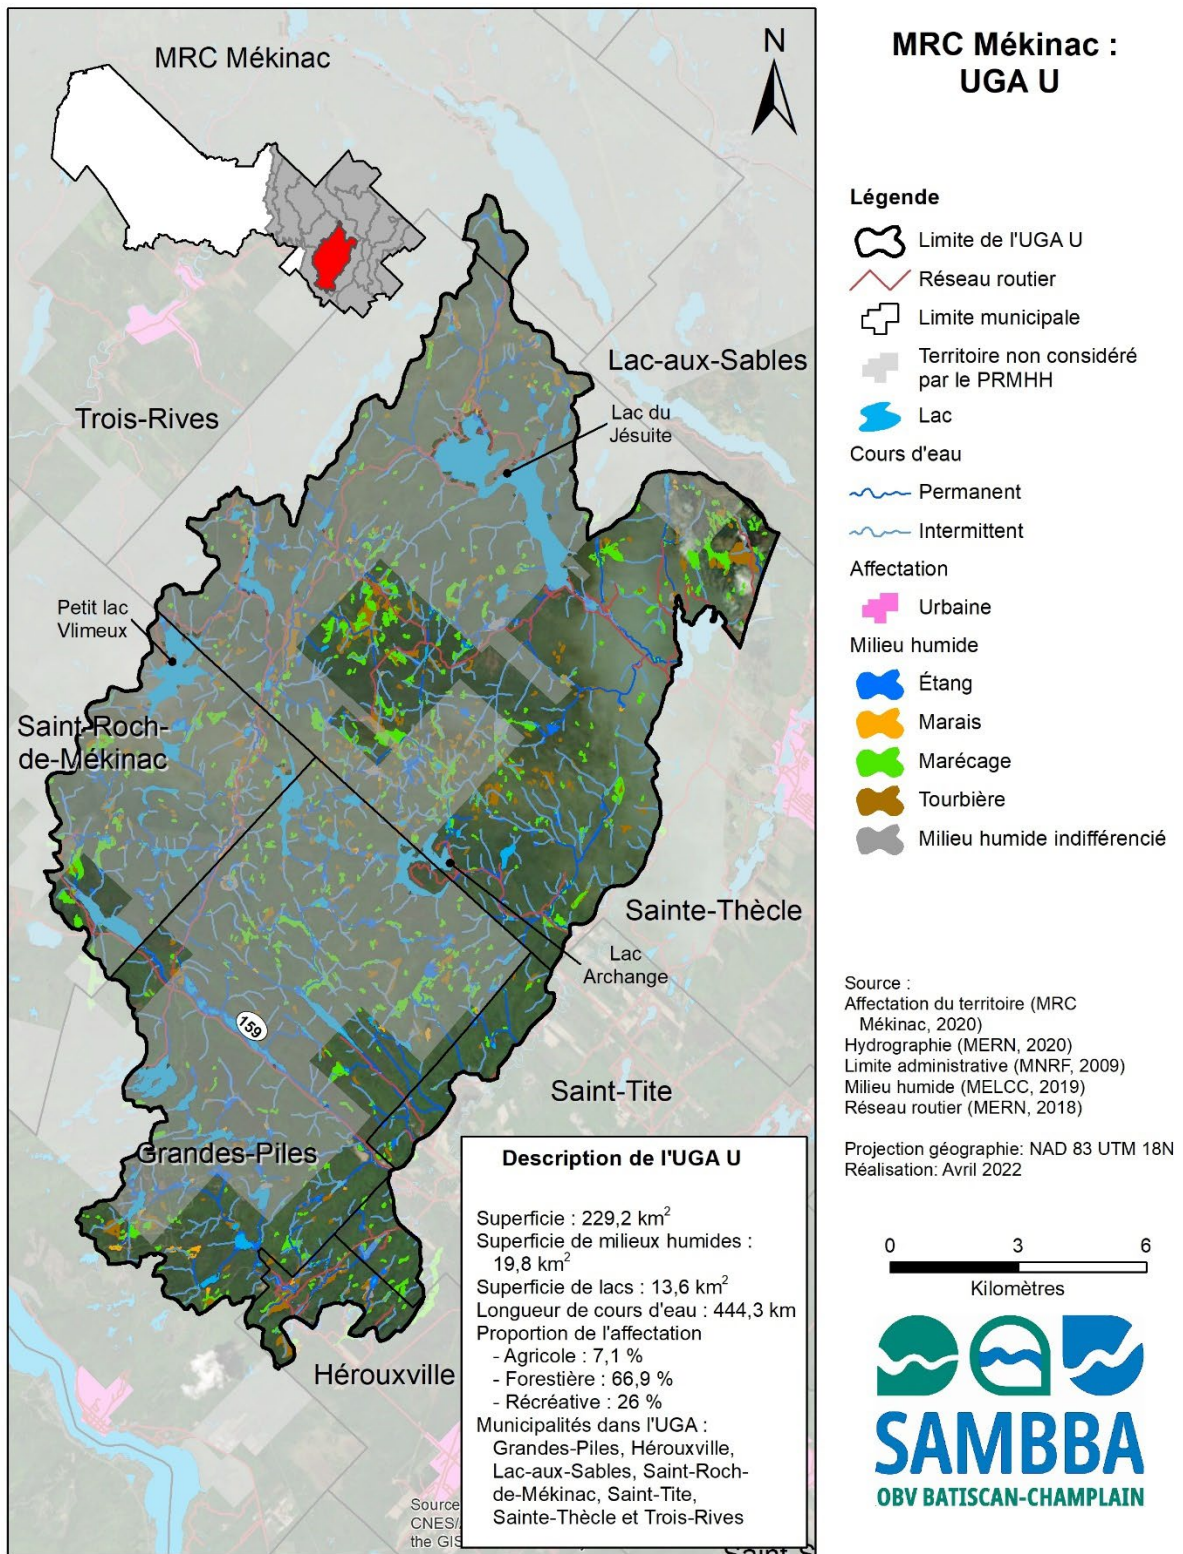 MRC Mékinac :
UGA U
MRC Mékinac
N
Trois-Rives
Lac-aux-Sables
Lac du
Jésuite
Petit lac
Vlimeux
Saint-Roch-
de-Mékinac
Sainte-Thècle
Lac
Archange
159
Saint-Tite
Grandes-Piles
Hérouxville
Description de l'UGA U
Superficie : 229,2 km²
Superficie de milieux humides :
19,8 km²
Superficie de lacs : 13,6 km²
Longueur de cours d'eau : 444,3 km
Proportion de l'affectation
- Agricole : 7,1 %
- Forestière : 66,9 %
- Récréative : 26 %
Municipalités dans l'UGA :
Grandes-Piles, Hérouxville,
Lac-aux-Sables, Saint-Roch-
de-Mékinac, Saint-Tite,
Sainte-Thècle et Trois-Rives
Source
CNES/
the GIS
Légende
Limite de l'UGA U
Réseau routier
Limite municipale
Territoire non considéré
par le PRMHH
Lac
Cours d'eau
Permanent
Intermittent
Affectation
Urbaine
Milieu humide
Étang
Marais
Marécage
Tourbière
Milieu humide indifférencié
Source :
Affectation du territoire (MRC
Mékinac, 2020)
Hydrographie (MERN, 2020)
Limite administrative (MNRF, 2009)
Milieu humide (MELCC, 2019)
Réseau routier (MERN, 2018)
Projection géographie: NAD 83 UTM 18N
Réalisation: Avril 2022
0 3 6
Kilomètres
SAMBBA
OBV BATISCAN-CHAMPLAIN